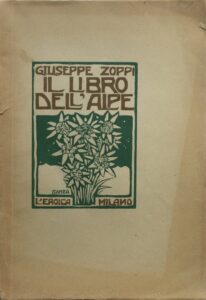 GIUSEPPE ZOPPI
IL LIBRO
DELL'ALPE
L'EROICA MILANO